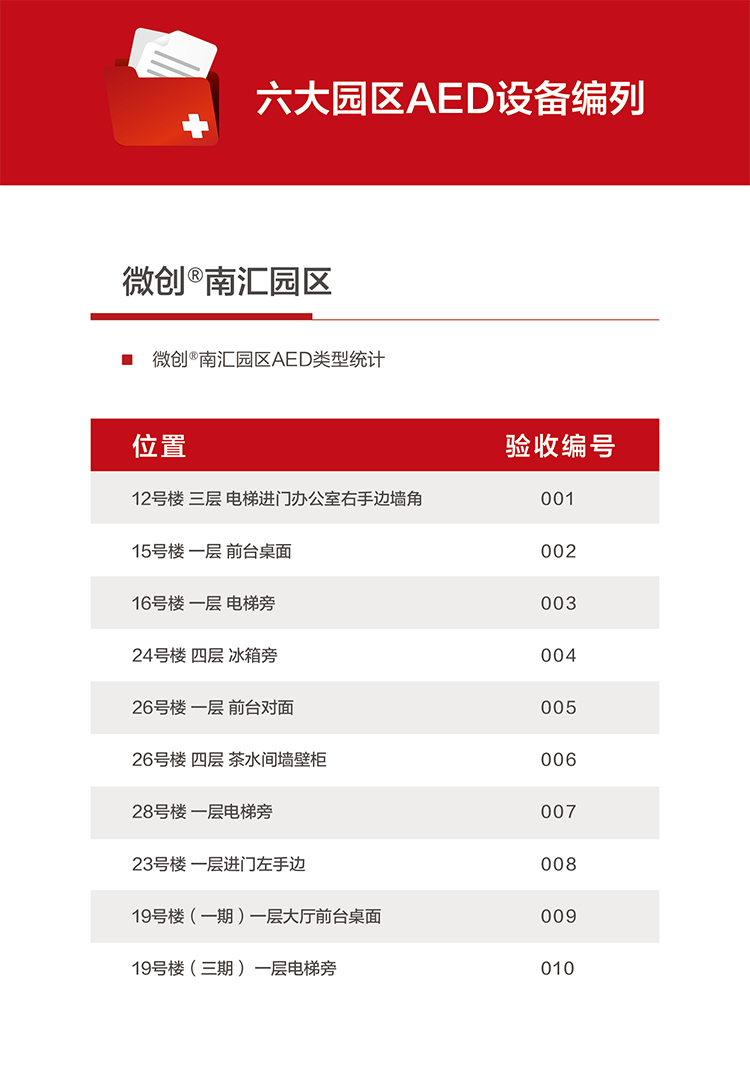 六大园区AED设备编列
微创®南汇园区
微创®南汇园区AED类型统计
位置 验收编号
12号楼 三层 电梯进门办公室右手边墙角 001
15号楼 一层 前台桌面 002
16号楼 一层 电梯旁 003
24号楼 四层 冰箱旁 004
26号楼 一层 前台对面 005
26号楼 四层 茶水间墙壁柜 006
28号楼 一层电梯旁 007
23号楼 一层进门左手边 008
19号楼（一期）一层大厅前台桌面 009
19号楼（三期） 一层电梯旁 010